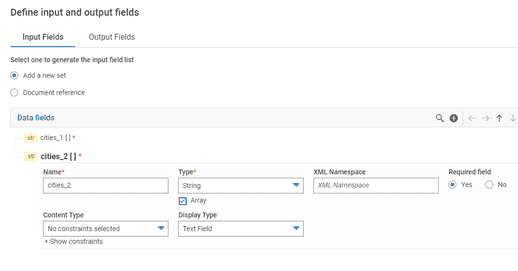 Define input and output fields
Input Fields Output Fields
Select one to generate the input field list
Add a new set
Document reference
Data fields
str cities_1 [ ] *
str cities_2 [ ] *
Name* Type* XML Namespace Required field
cities_2 String XML Namespace Yes No
Array
Content Type Display Type
No constraints selected Text Field
Show constraints